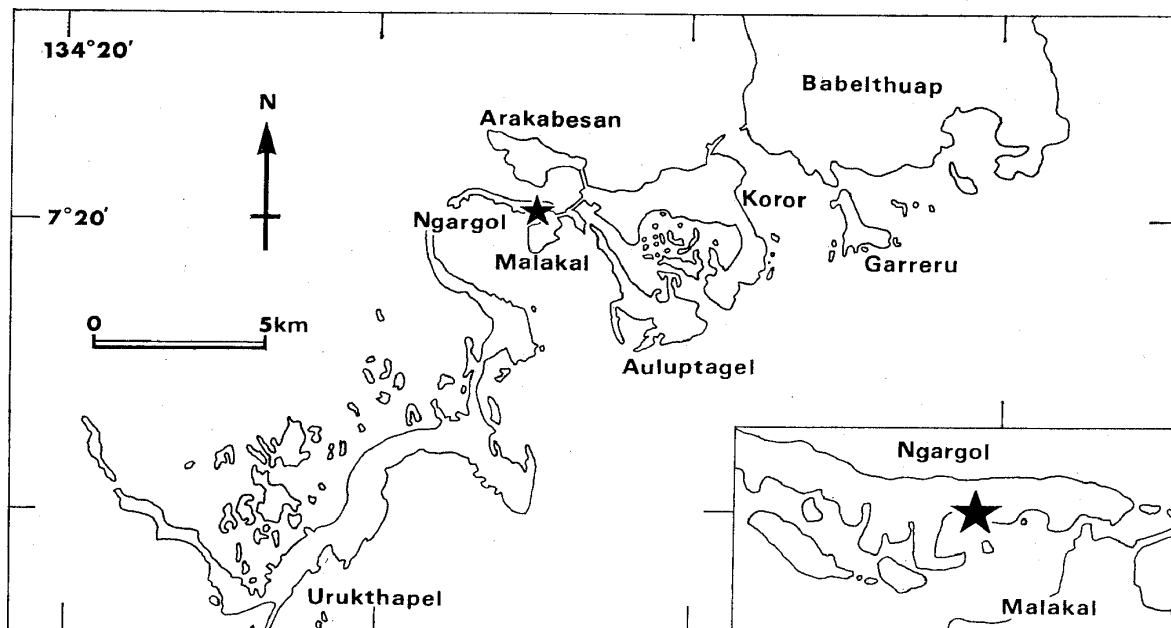 134°20'
N
Babelthuap
Arakabesan
7°20'
Ngargol
Koror
Malakal
Garreru
0 5km
Auluptagel
Urukthapel
Ngargol
Malakal